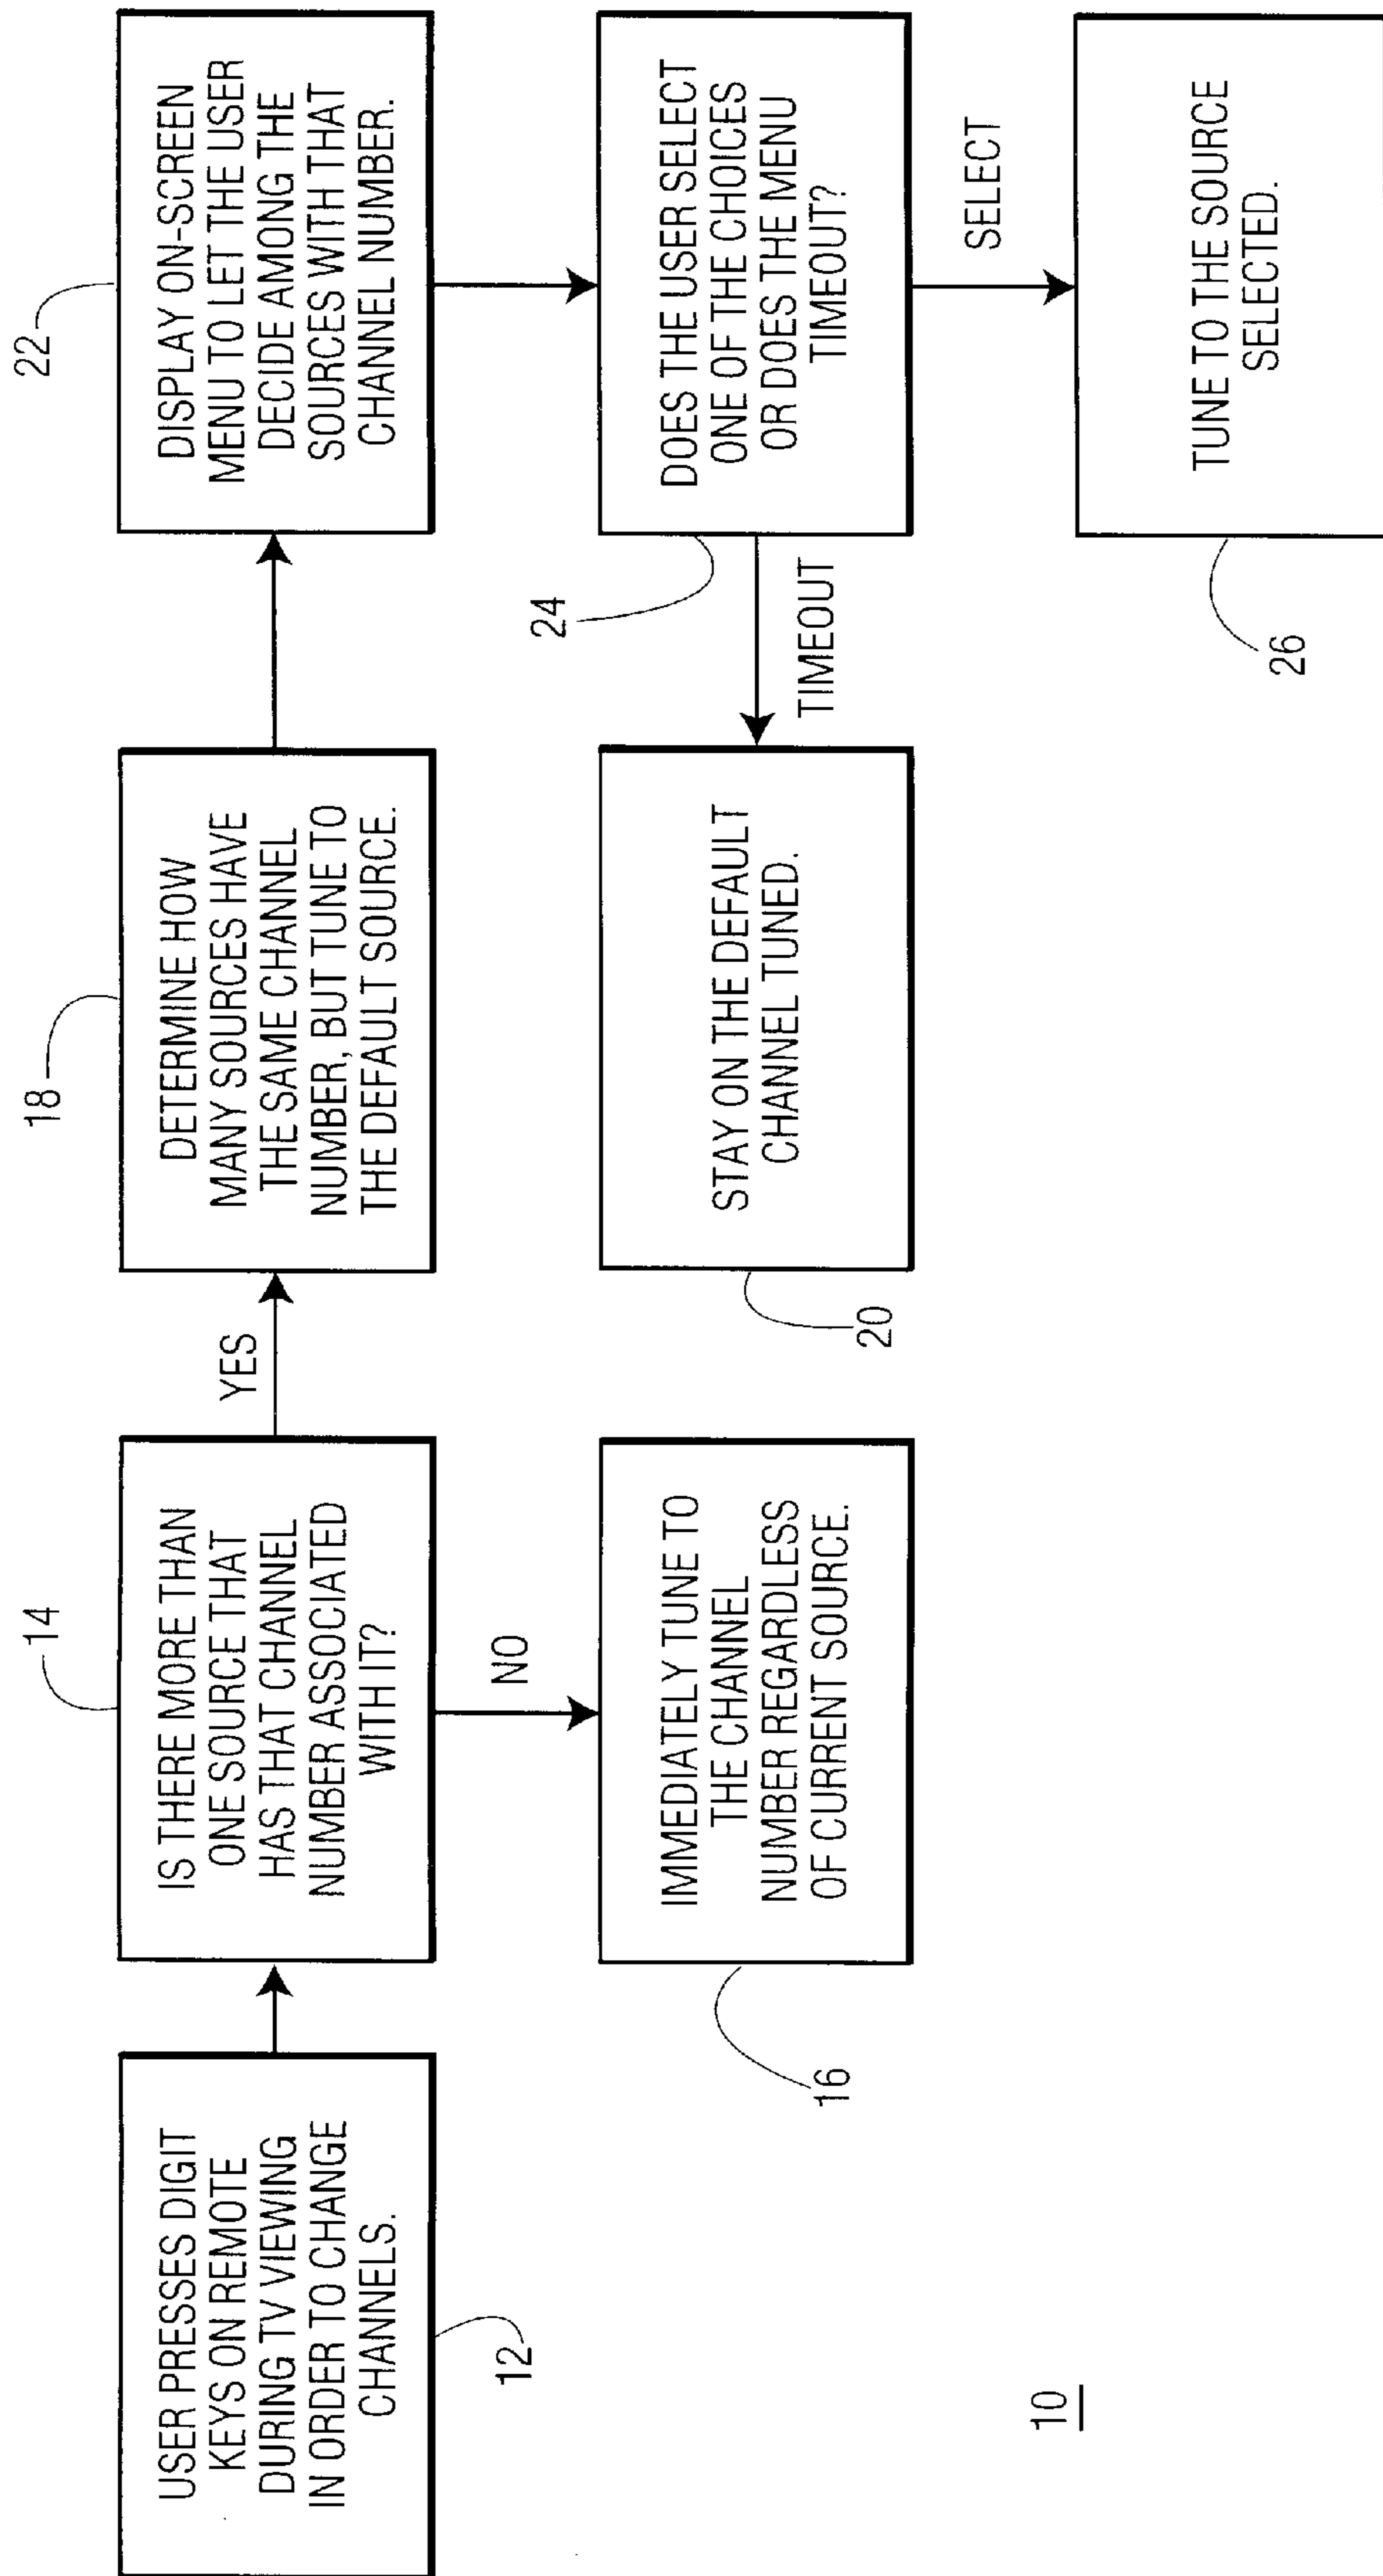 USER PRESSES DIGIT
KEYS ON REMOTE
DURING TV VIEWING
IN ORDER TO CHANGE
CHANNELS.
12
IS THERE MORE THAN
ONE SOURCE THAT
HAS THAT CHANNEL
NUMBER ASSOCIATED
WITH IT?
14
YES
NO
IMMEDIATELY TUNE TO
THE CHANNEL
NUMBER REGARDLESS
OF CURRENT SOURCE.
16
DETERMINE HOW
MANY SOURCES HAVE
THE SAME CHANNEL
NUMBER, BUT TUNE TO
THE DEFAULT SOURCE.
18
DISPLAY ON-SCREEN
MENU TO LET THE USER
DECIDE AMONG THE
SOURCES WITH THAT
CHANNEL NUMBER.
22
DOES THE USER SELECT
ONE OF THE CHOICES
OR DOES THE MENU
TIMEOUT?
24
TIMEOUT
STAY ON THE DEFAULT
CHANNEL TUNED.
20
SELECT
TUNE TO THE SOURCE
SELECTED.
26
10